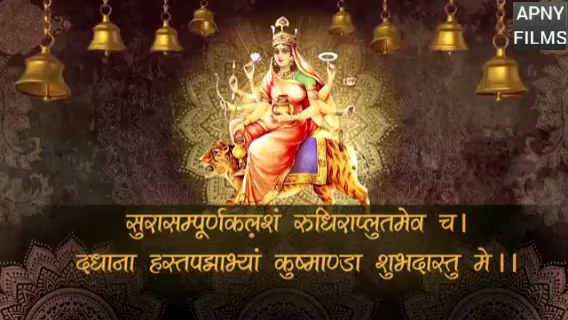 APNY
FILMS
सुरासम्पूर्णकलशं रुधिराप्लुतमेव च।
दधाना हस्तपद्माभ्यां कुष्माण्डा शुभदास्तु मे।।